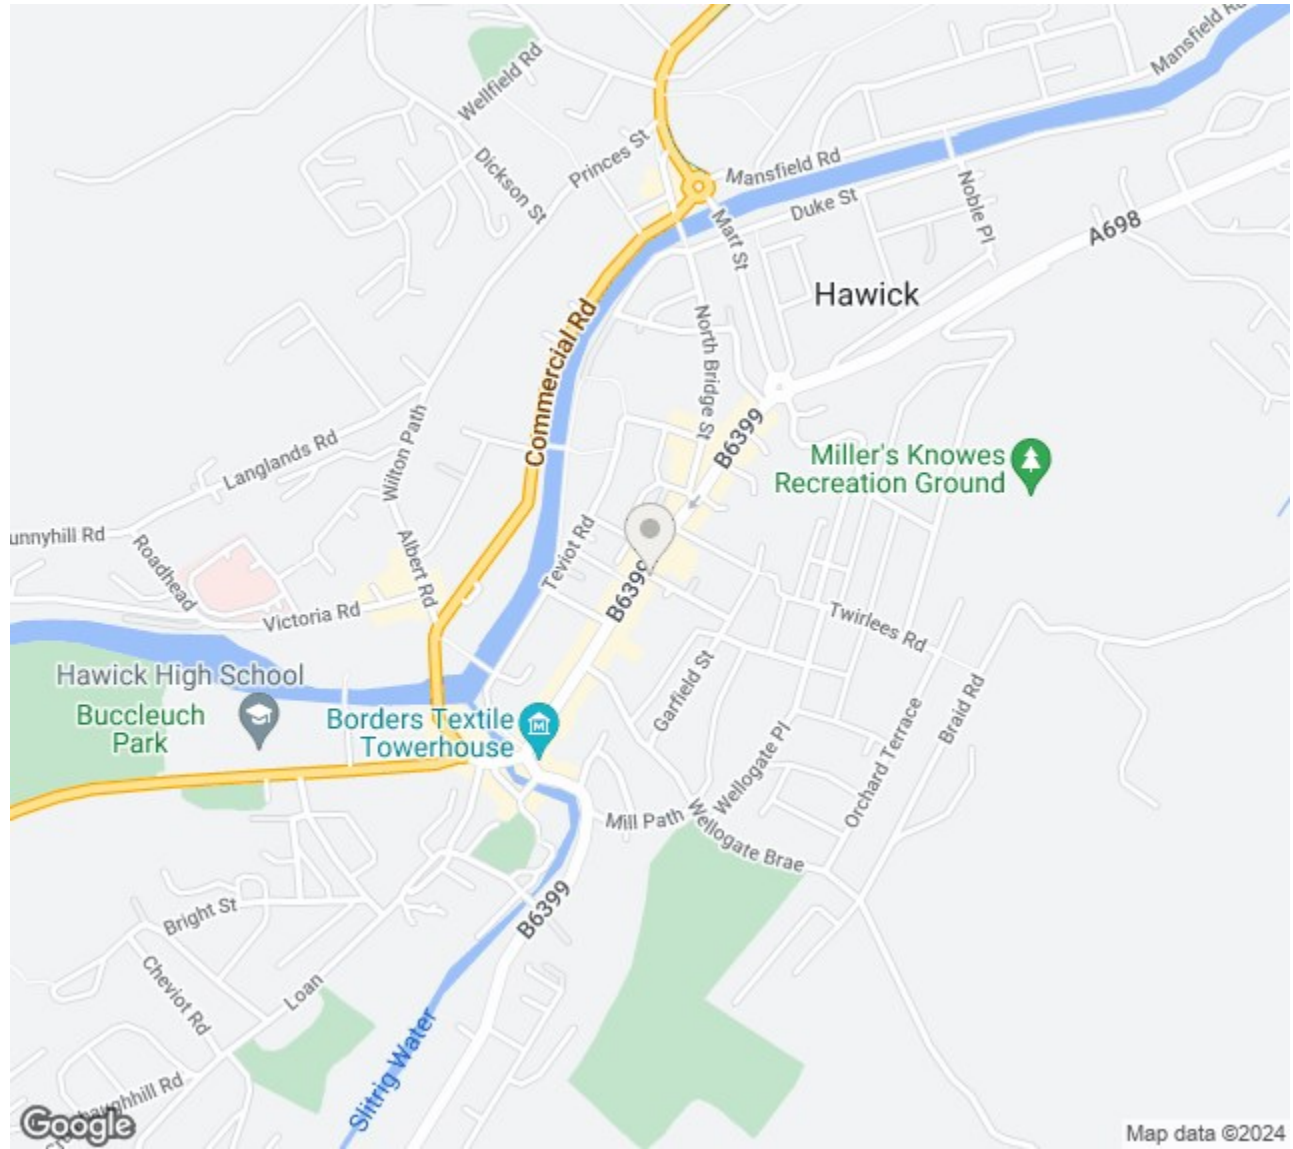 Mansfield Rd
Wellfield Rd
Dickson St
Princes St
Mansfield Rd
Duke St
Noble Pl
A698
Mart St
Hawick
Commercial Rd
North Bridge St
B6399
Miller's Knowes
Recreation Ground
Langlands Rd
Wilton Path
unnyhill Rd
Roadhead
Albert Rd
Teviot Rd
B6399
Victoria Rd
Twirlees Rd
Hawick High School
Buccleuch
Park
Borders Textile
Towerhouse
Garfield St
Braid Rd
Orchard Terrace
Wellogate Pl
Mill Path
Wellogate Brae
Bright St
B6399
Cheviot Rd
Loan
Slitrig Water
haughhill Rd
Google
Map data ©2024